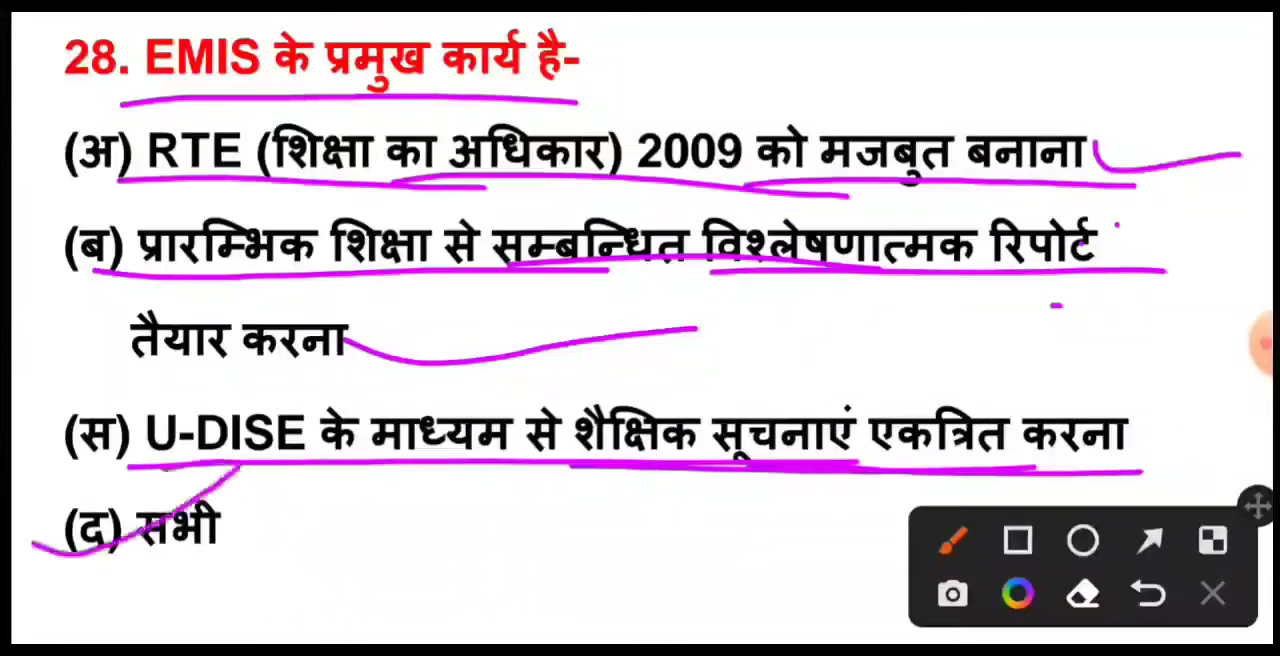 28. EMIS के प्रमुख कार्य है-
(अ) RTE (शिक्षा का अधिकार) 2009 को मजबुत बनाना
(ब) प्रारम्भिक शिक्षा से सम्बन्धित विश्लेषणात्मक रिपोर्ट
तैयार करना
(स) U-DISE के माध्यम से शैक्षिक सूचनाएं एकत्रित करना
(द) सभी